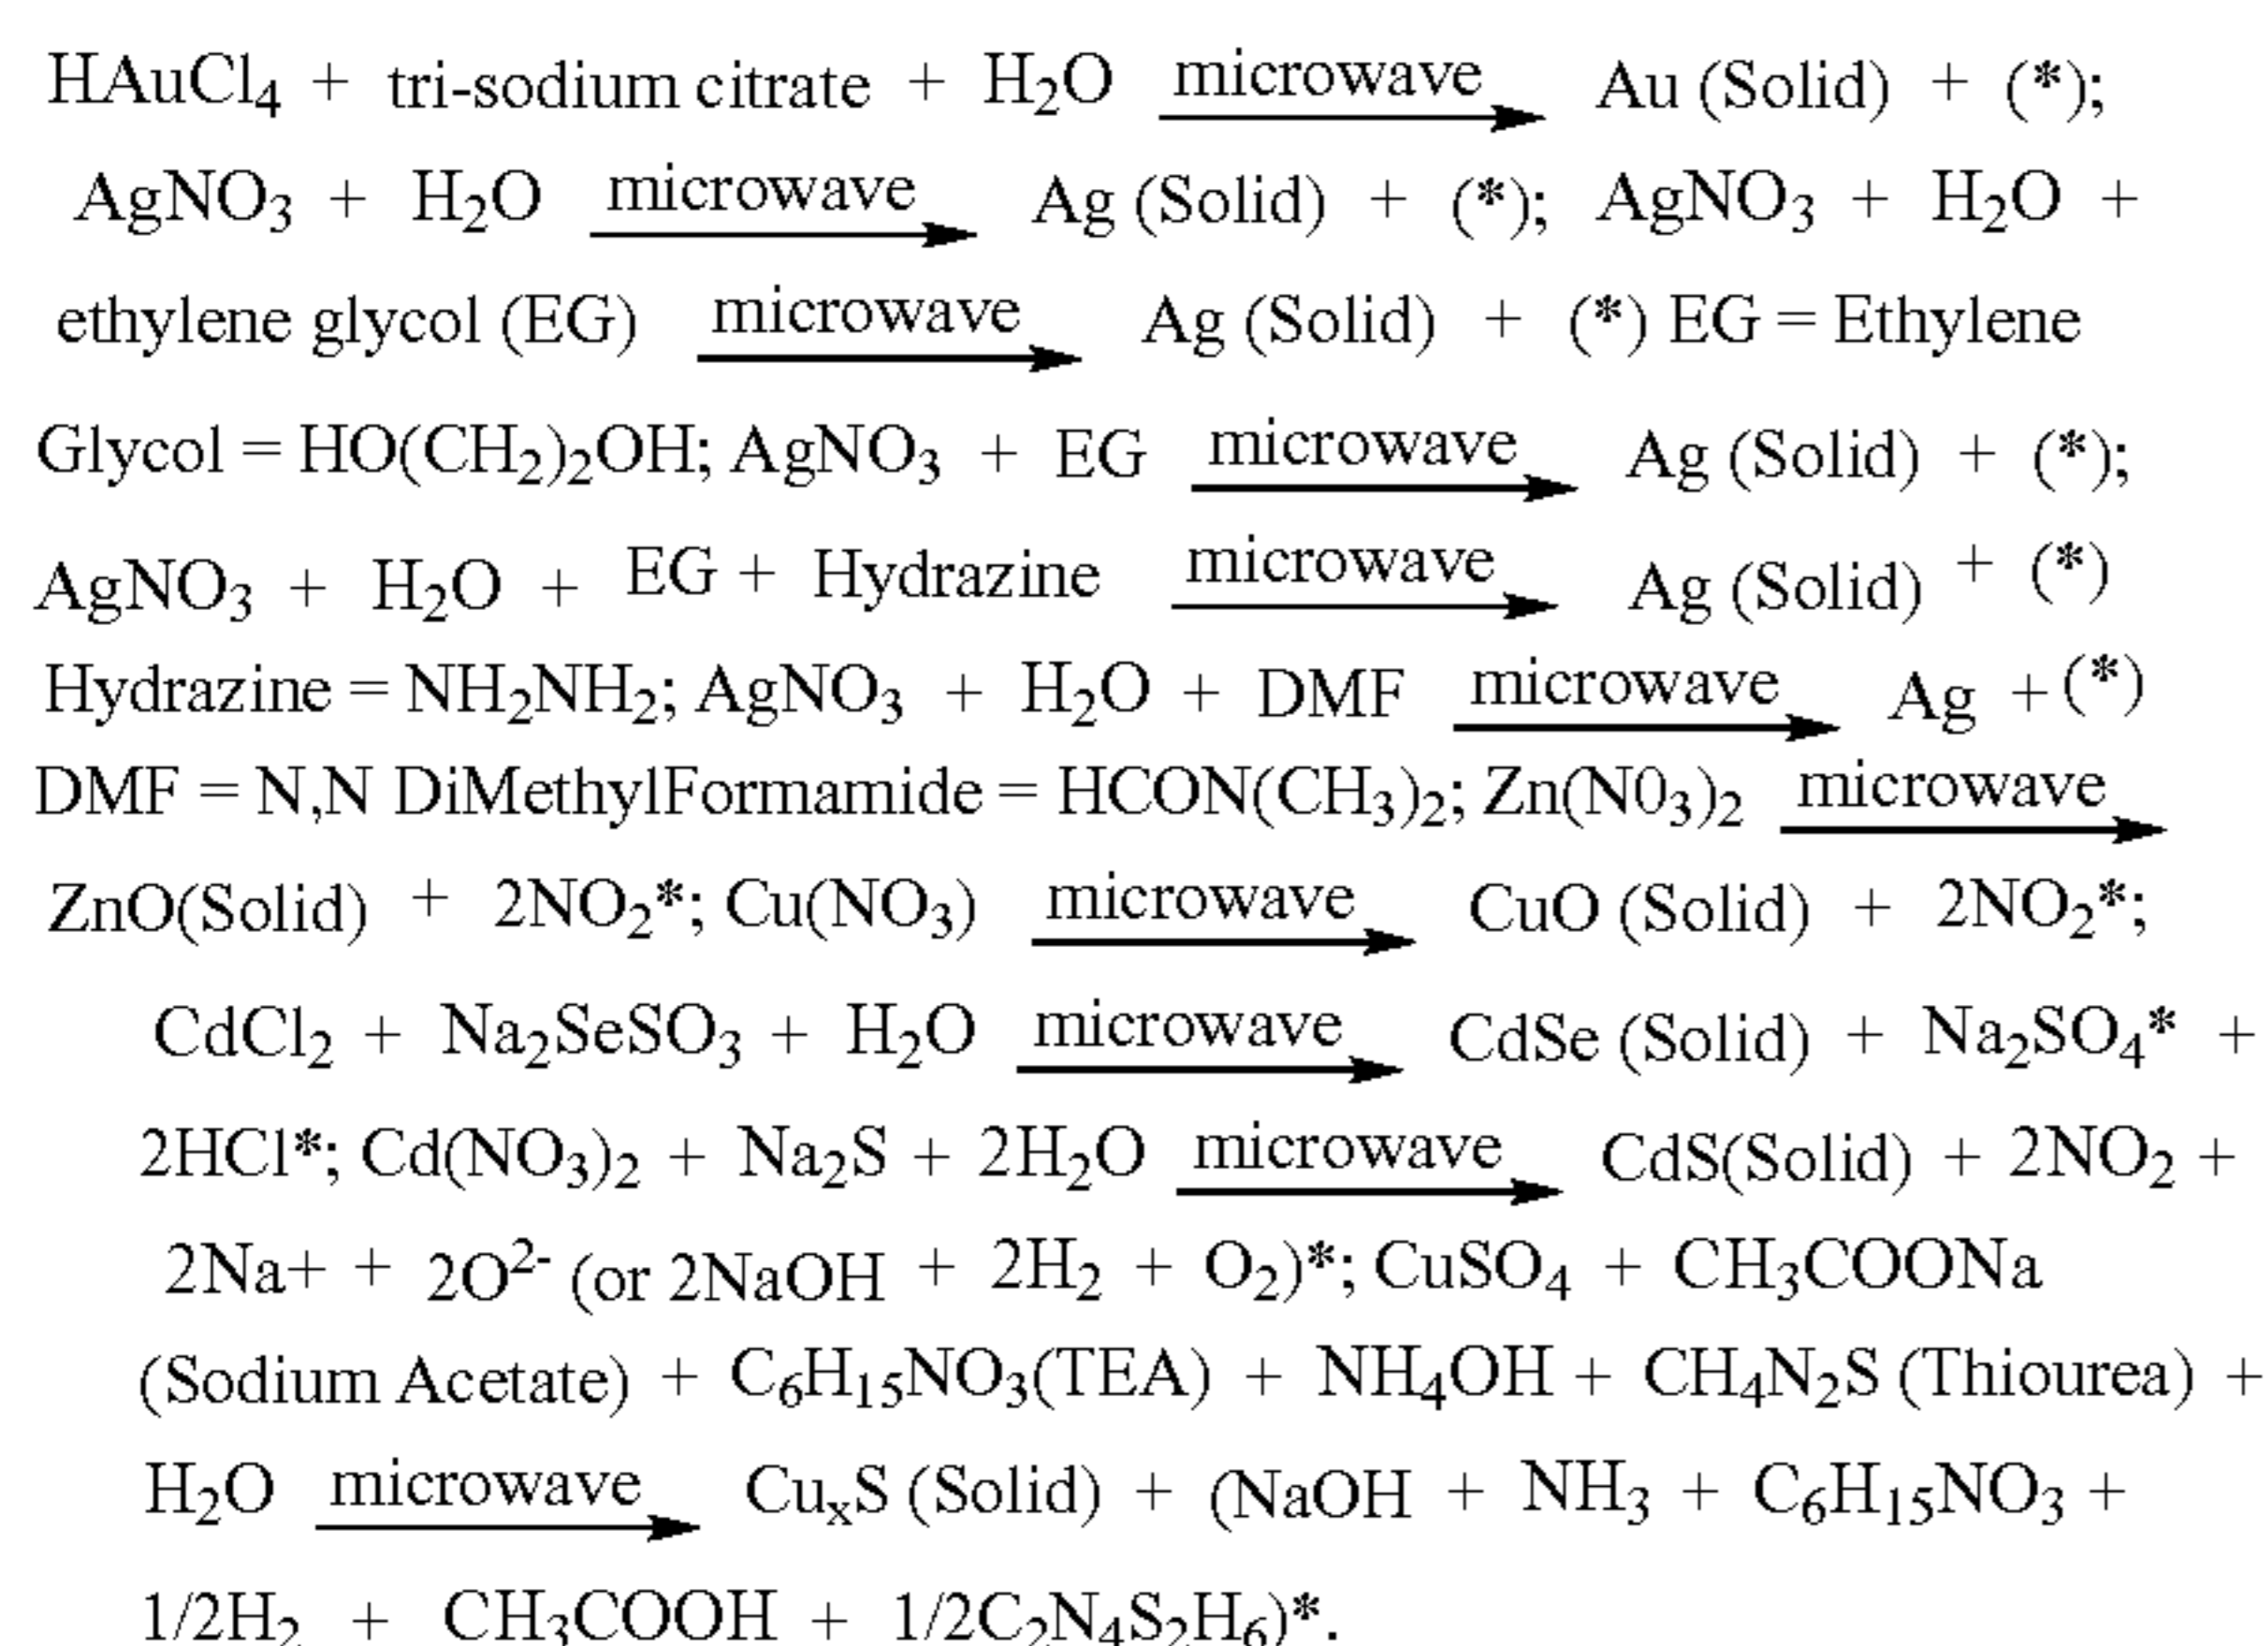 HAuCl₄ + tri-sodium citrate + H₂O microwave Au (Solid) + (*);
AgNO₃ + H₂O microwave Ag (Solid) + (*); AgNO₃ + H₂O +
ethylene glycol (EG) microwave Ag (Solid) + (*) EG = Ethylene
Glycol = HO(CH₂)₂OH; AgNO₃ + EG microwave Ag (Solid) + (*);
AgNO₃ + H₂O + EG + Hydrazine microwave Ag (Solid) + (*)
Hydrazine = NH₂NH₂; AgNO₃ + H₂O + DMF microwave Ag + (*)
DMF = N,N DiMethylFormamide = HCON(CH₃)₂; Zn(N0₃)₂ microwave
ZnO(Solid) + 2NO₂*; Cu(NO₃) microwave CuO (Solid) + 2NO₂*;
CdCl₂ + Na₂SeSO₃ + H₂O microwave CdSe (Solid) + Na₂SO₄* +
2HCl*; Cd(NO₃)₂ + Na₂S + 2H₂O microwave CdS(Solid) + 2NO₂ +
2Na+ + 2O²⁻ (or 2NaOH + 2H₂ + O₂)*; CuSO₄ + CH₃COONa
(Sodium Acetate) + C₆H₁₅NO₃(TEA) + NH₄OH + CH₄N₂S (Thiourea) +
H₂O microwave CuₓS (Solid) + (NaOH + NH₃ + C₆H₁₅NO₃ +
1/2H₂ + CH₃COOH + 1/2C₂N₄S₂H₆)*.